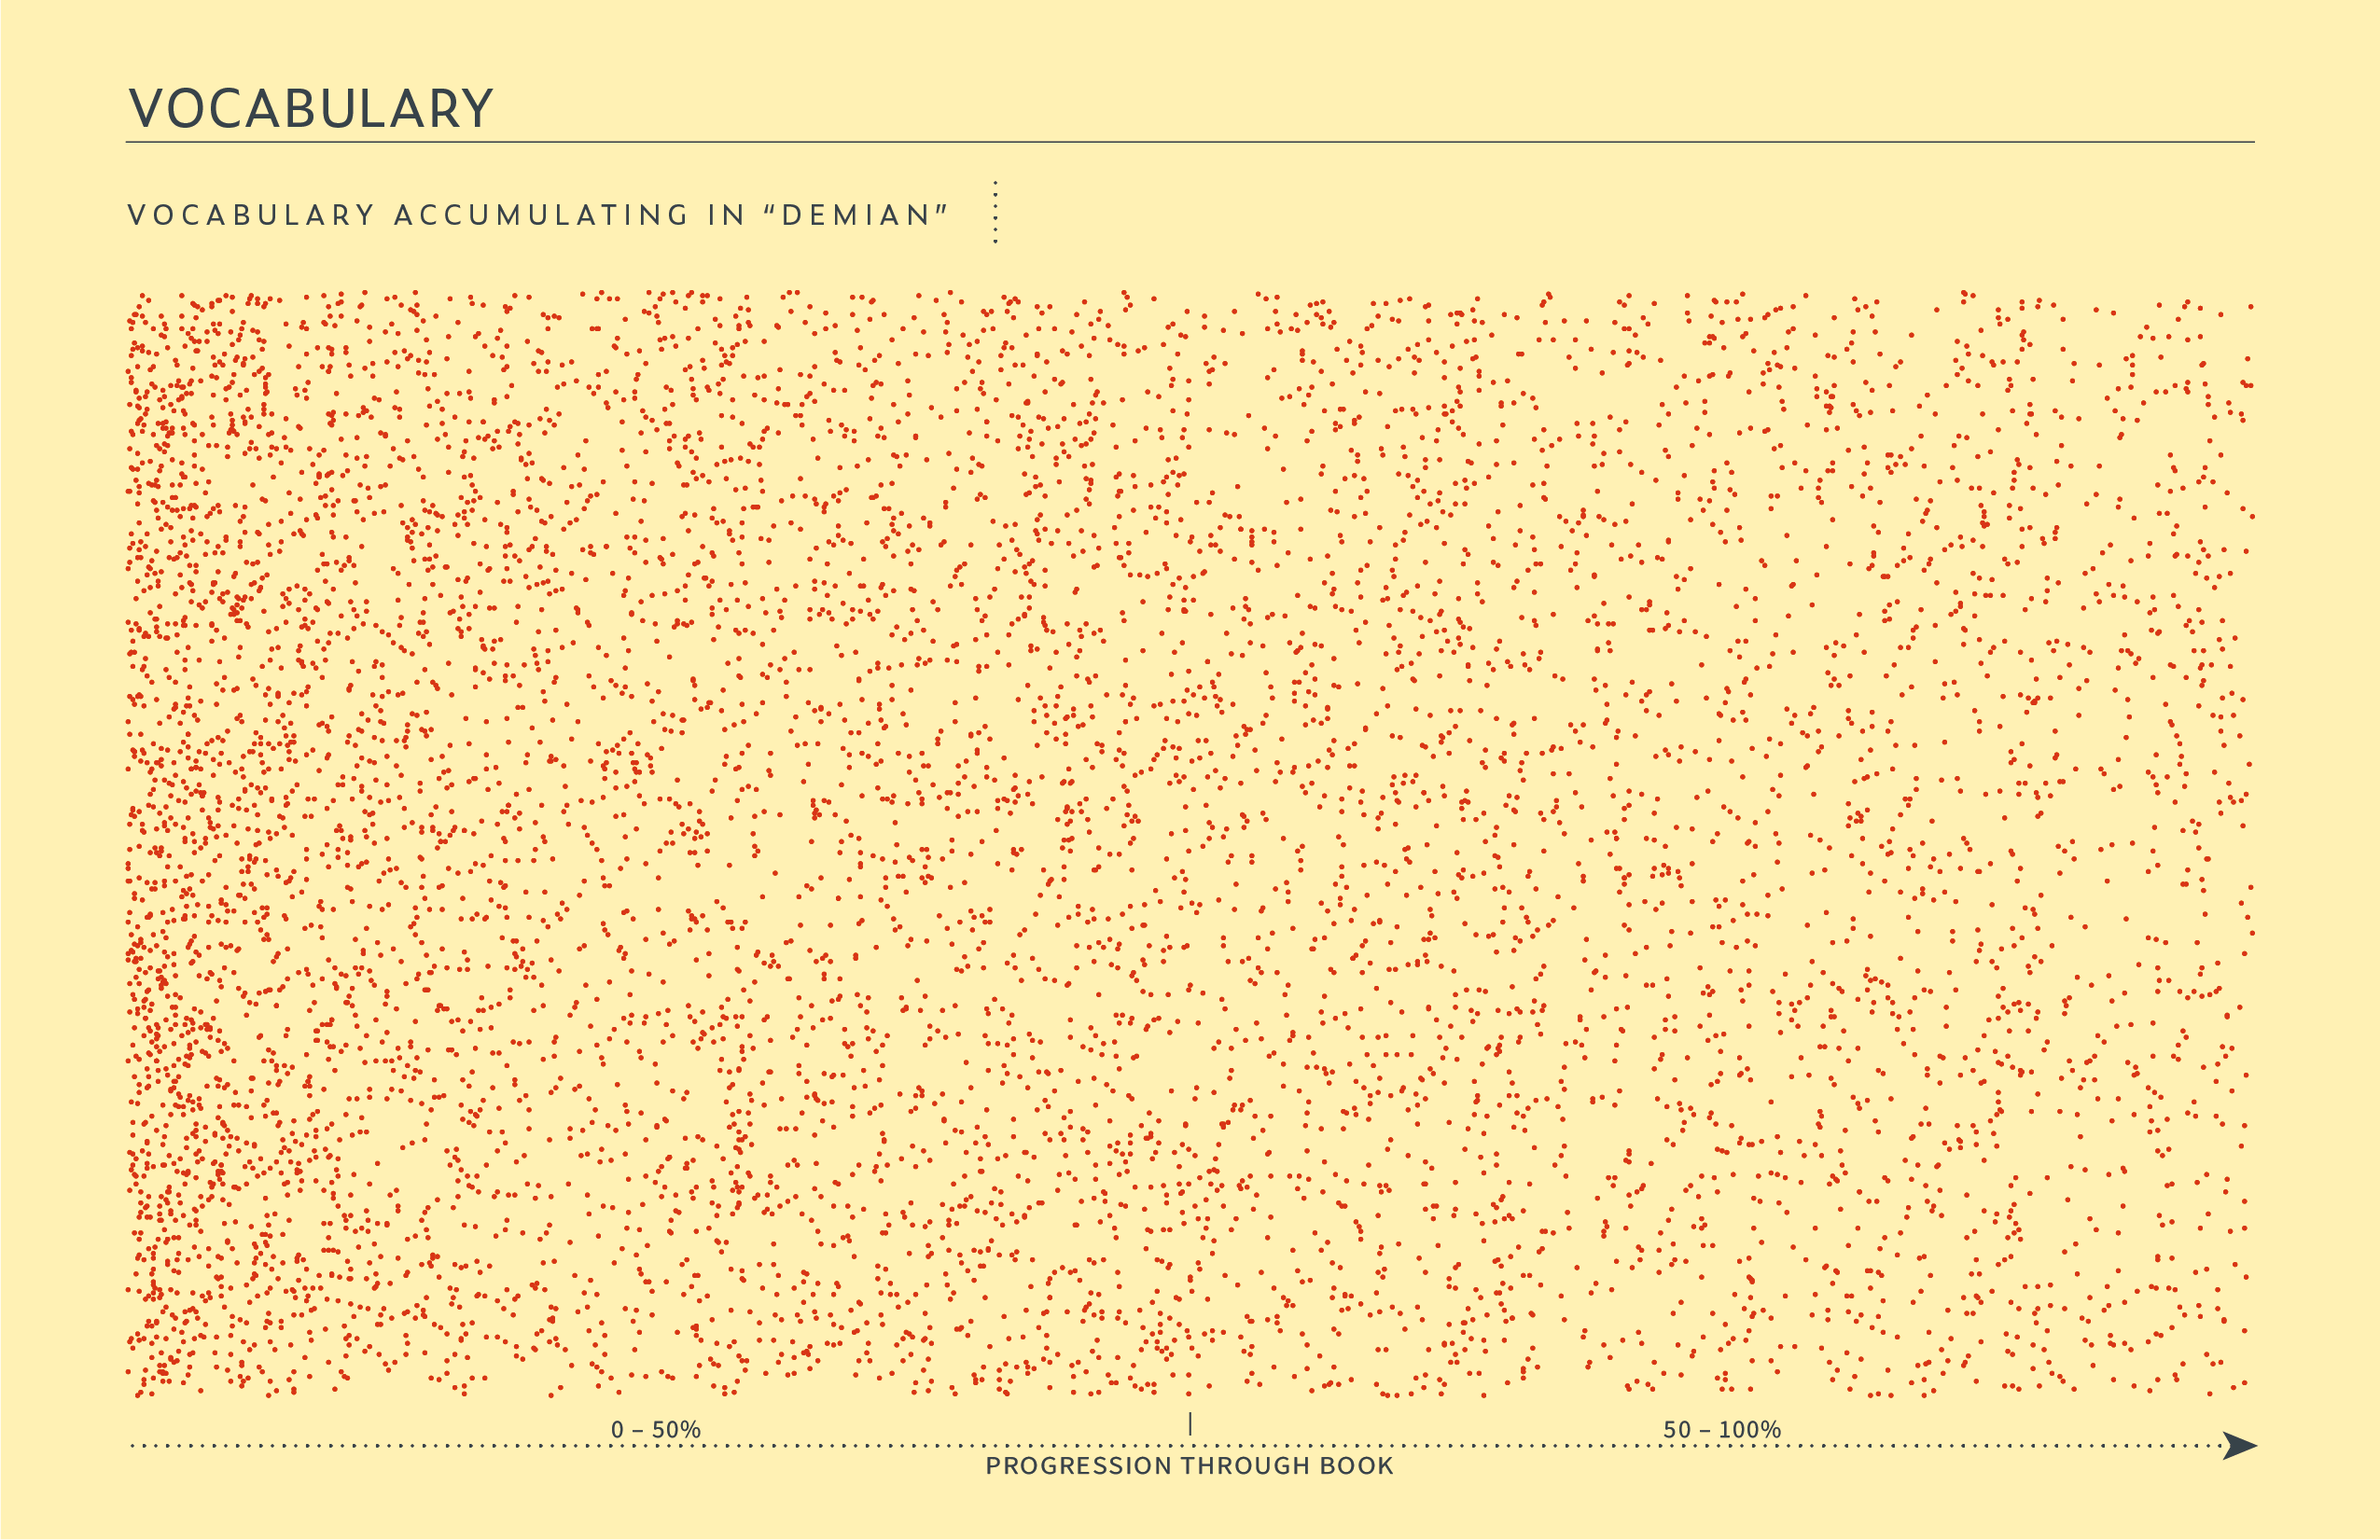 VOCABULARY
VOCABULARY ACCUMULATING IN “DEMIAN”
0 – 50%
50 – 100%
PROGRESSION THROUGH BOOK